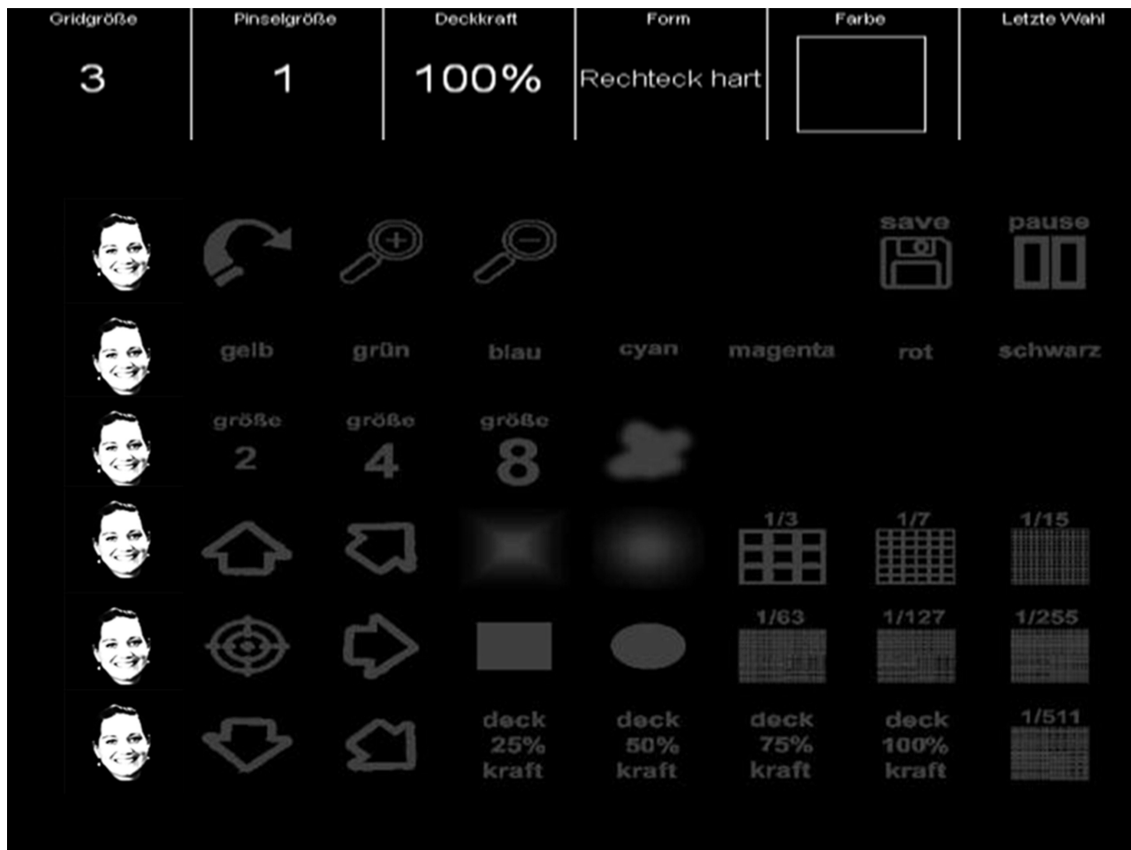 Gridgröße Pinselgröße Deckkraft Form Farbe Letzte Wahl
3 1 100% Rechteck hart
save pause
gelb grün blau cyan magenta rot schwarz
größe größe größe
2 4 8
1/3 1/7 1/15
1/63 1/127 1/255
deck deck deck deck 1/511
25% 50% 75% 100%
kraft kraft kraft kraft